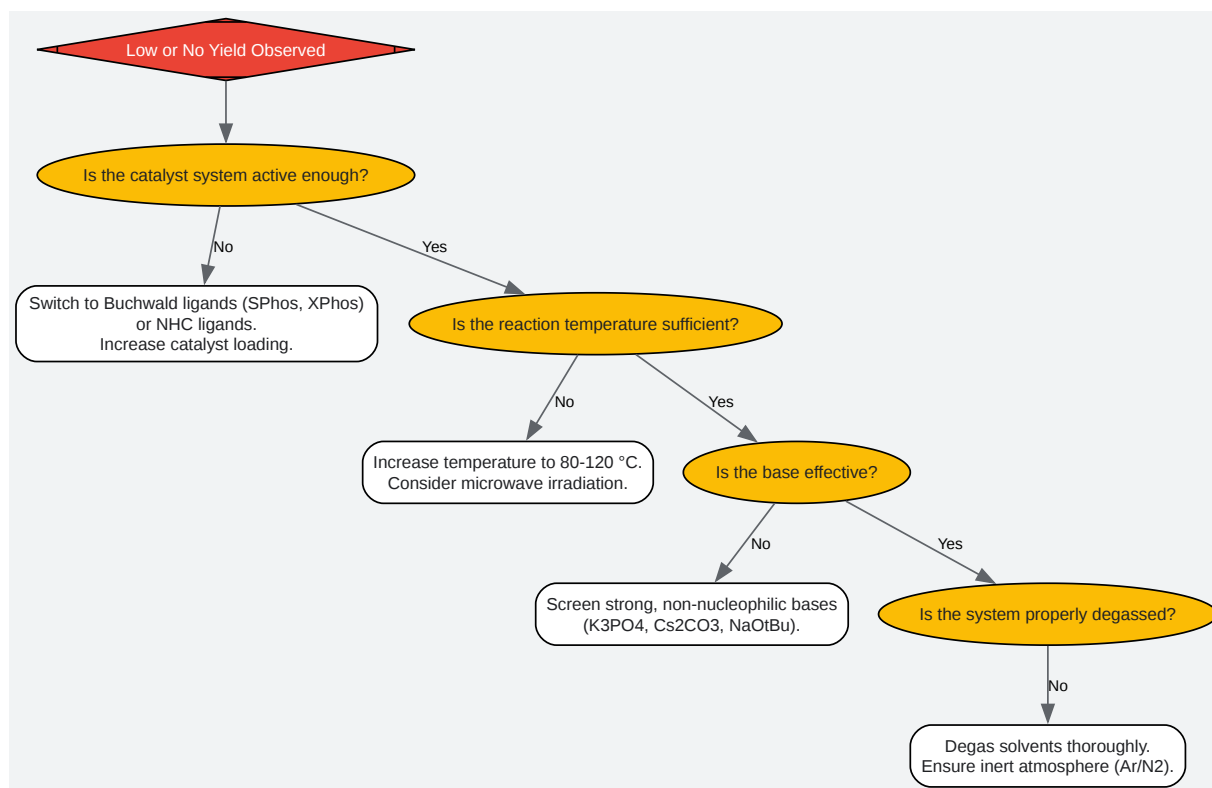 Low or No Yield Observed
Is the catalyst system active enough?
No
Yes
Switch to Buchwald ligands (SPhos, XPhos)
or NHC ligands.
Increase catalyst loading.
Is the reaction temperature sufficient?
No
Yes
Increase temperature to 80-120 °C.
Consider microwave irradiation.
Is the base effective?
No
Yes
Screen strong, non-nucleophilic bases
(K3PO4, Cs2CO3, NaOtBu).
Is the system properly degassed?
No
Degas solvents thoroughly.
Ensure inert atmosphere (Ar/N2).